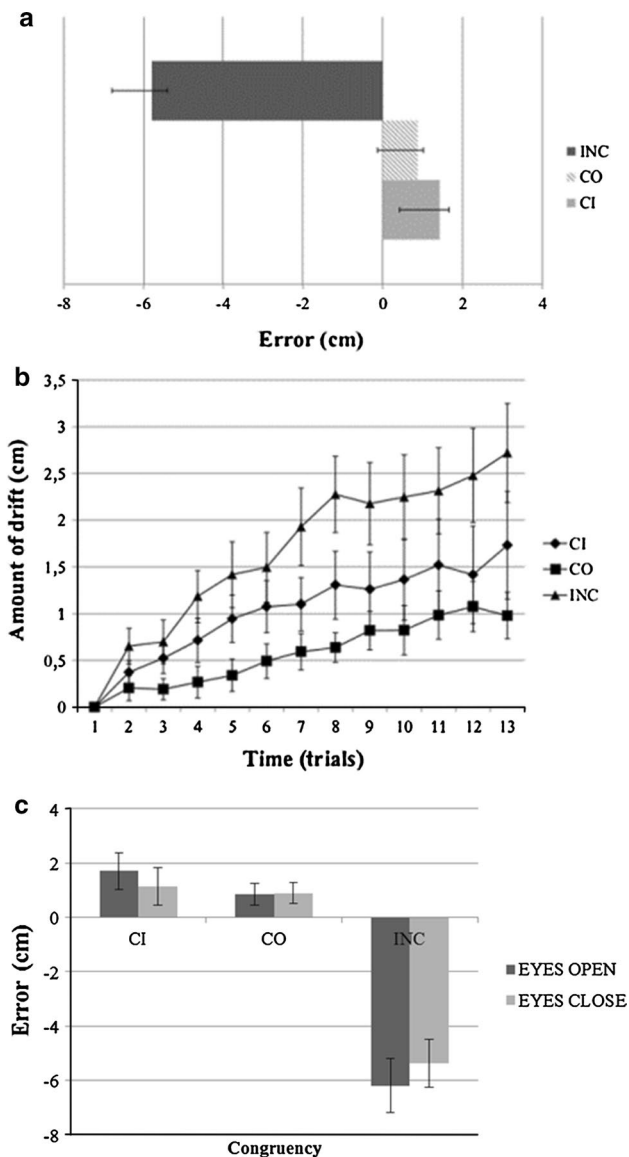 a
INC
CO
CI
-8 -6 -4 -2 0 2 4
Error (cm)
b
Amount of drift (cm)
3,5
3
2,5
2
1,5
1
0,5
0
CI
CO
INC
1 2 3 4 5 6 7 8 9 10 11 12 13
Time (trials)
c
Error (cm)
4
2
0
-2
-4
-6
-8
CI CO INC
EYES OPEN
EYES CLOSE
Congruency